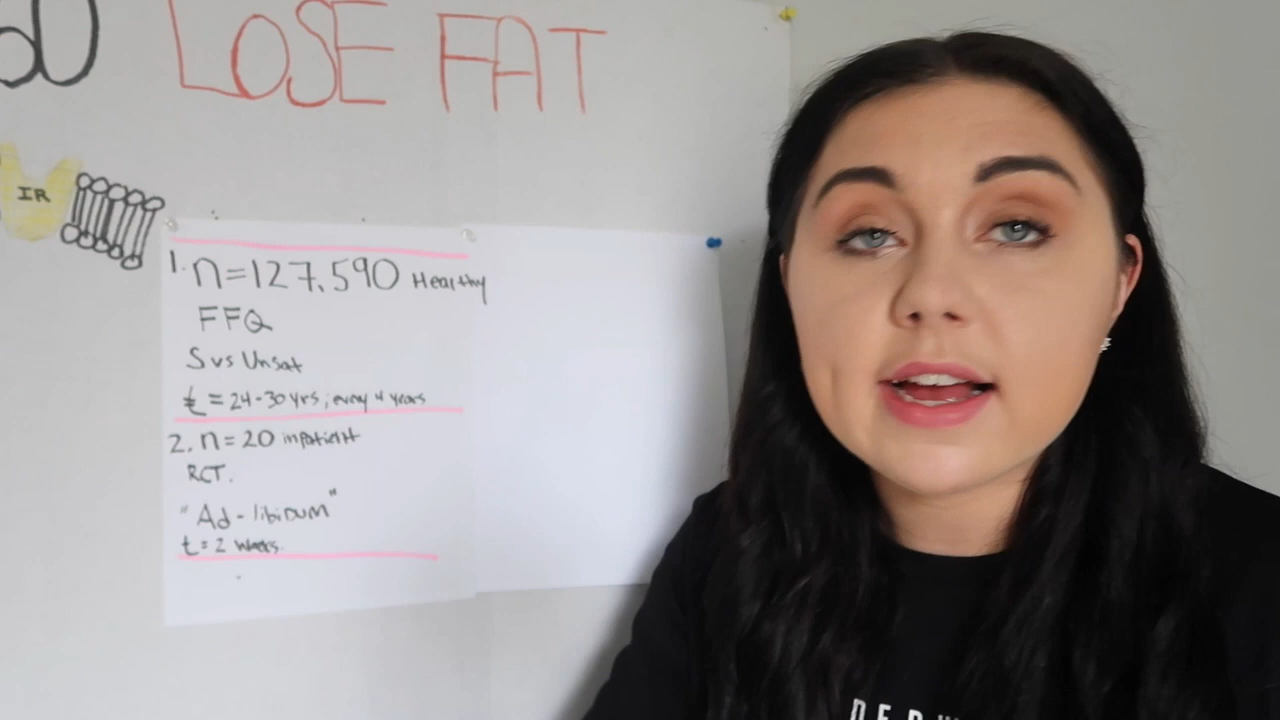 LOSE FAT
IR
1. n=127,590 Healthy
FFQ
S vs Unsat
t = 24-30 yrs, every 4 years
2. n = 20 inpatient
RCT.
"Ad-libidum"
t = 2 weeks.